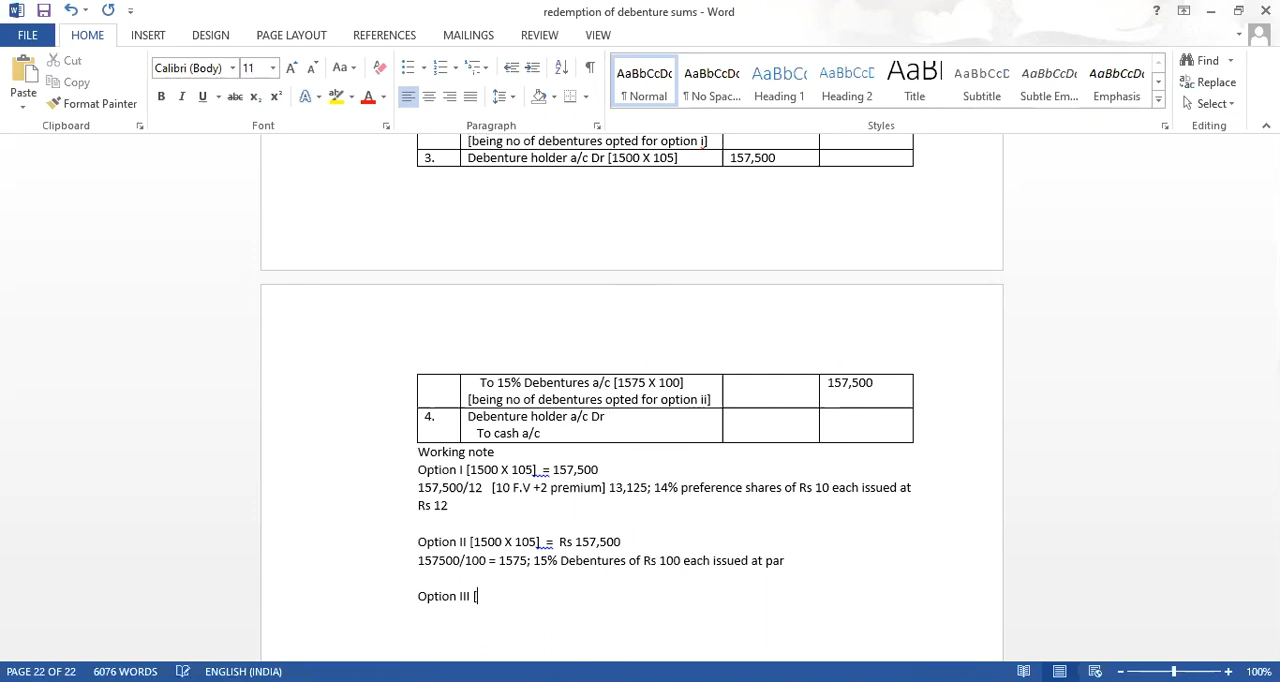 redemption of debenture sums - Word
FILE HOME INSERT DESIGN PAGE LAYOUT REFERENCES MAILINGS REVIEW VIEW
Paste
Cut
Copy
Format Painter
Clipboard
Calibri (Body) 11
Font
Paragraph
AaBbCcDc ¶ Normal
AaBbCcDc ¶ No Spac...
AaBbCc Heading 1
AaBbCcD Heading 2
AaBb Title
AaBbCcD Subtitle
AaBbCcDc Subtle Em...
AaBbCcDc Emphasis
Styles
Find
Replace
Select
Editing
[being no of debentures opted for option i]
3. Debenture holder a/c Dr [1500 X 105] 157,500
To 15% Debentures a/c [1575 X 100] 157,500
[being no of debentures opted for option ii]
4. Debenture holder a/c Dr
To cash a/c
Working note
Option I [1500 X 105] = 157,500
157,500/12 [10 F.V +2 premium] 13,125; 14% preference shares of Rs 10 each issued at
Rs 12
Option II [1500 X 105] = Rs 157,500
157500/100 = 1575; 15% Debentures of Rs 100 each issued at par
Option III [
PAGE 22 OF 22 6076 WORDS ENGLISH (INDIA) 100%